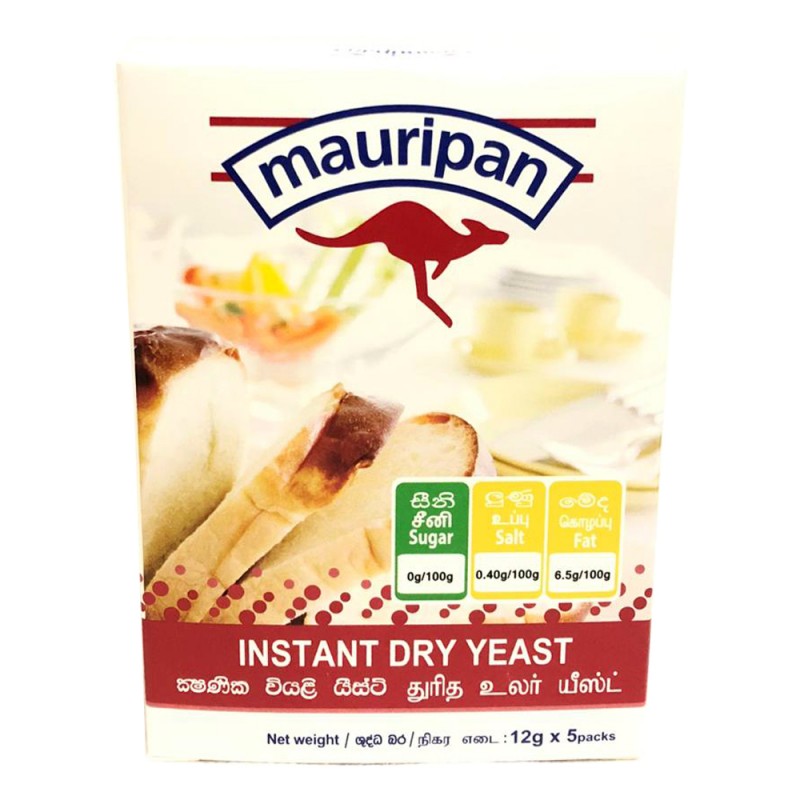 mauripan
සීනි
சீனி
Sugar
0g/100g
ලුණු
உப்பு
Salt
0.40g/100g
මේද
கொழுப்பு
Fat
6.5g/100g
INSTANT DRY YEAST
ක්ෂණික වියළි යීස්ට් துரித உலர் யீஸ்ட்
Net weight / ශුද්ධ බර / நிகர எடை : 12g x 5packs